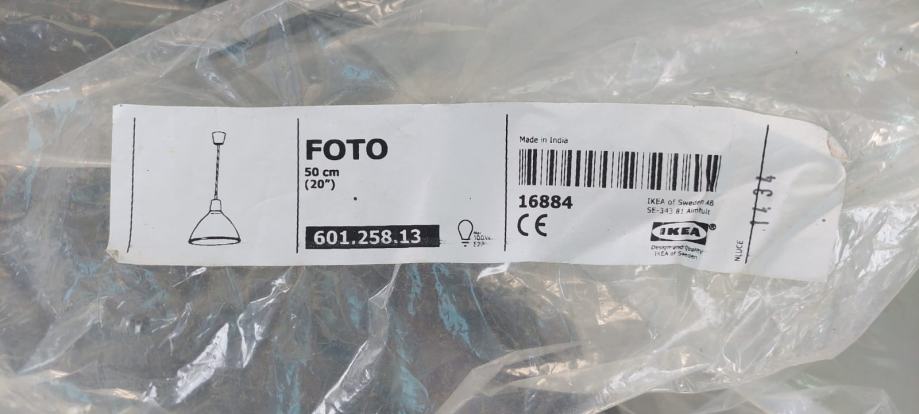 FOTO
50 cm
(20")
601.258.13
Made in India
16884
CE
IKEA of Sweden AB
SE-343 81 Älmhult
IKEA®
Design and Quality
IKEA of Sweden